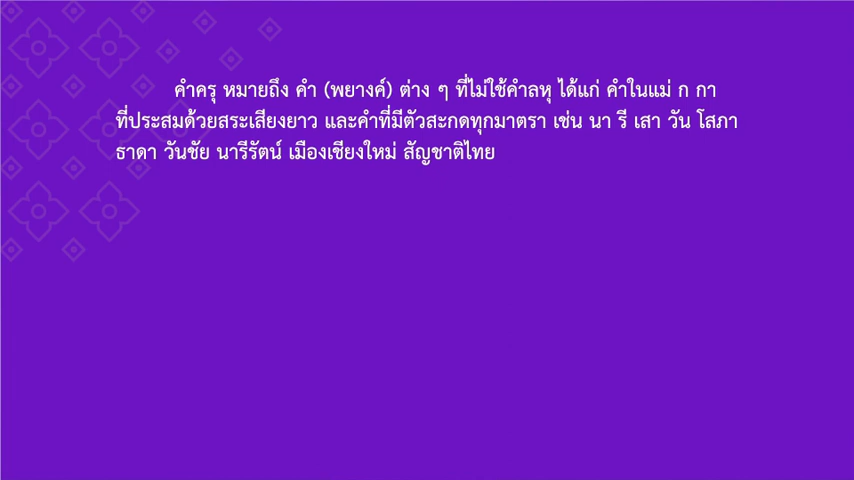 คำครุ หมายถึง คำ (พยางค์) ต่าง ๆ ที่ไม่ใช้คำลหุ ได้แก่ คำในแม่ ก กา
ที่ประสมด้วยสระเสียงยาว และคำที่มีตัวสะกดทุกมาตรา เช่น นา รี เสา วัน โสภา
ธาดา วันชัย นารีรัตน์ เมืองเชียงใหม่ สัญชาติไทย